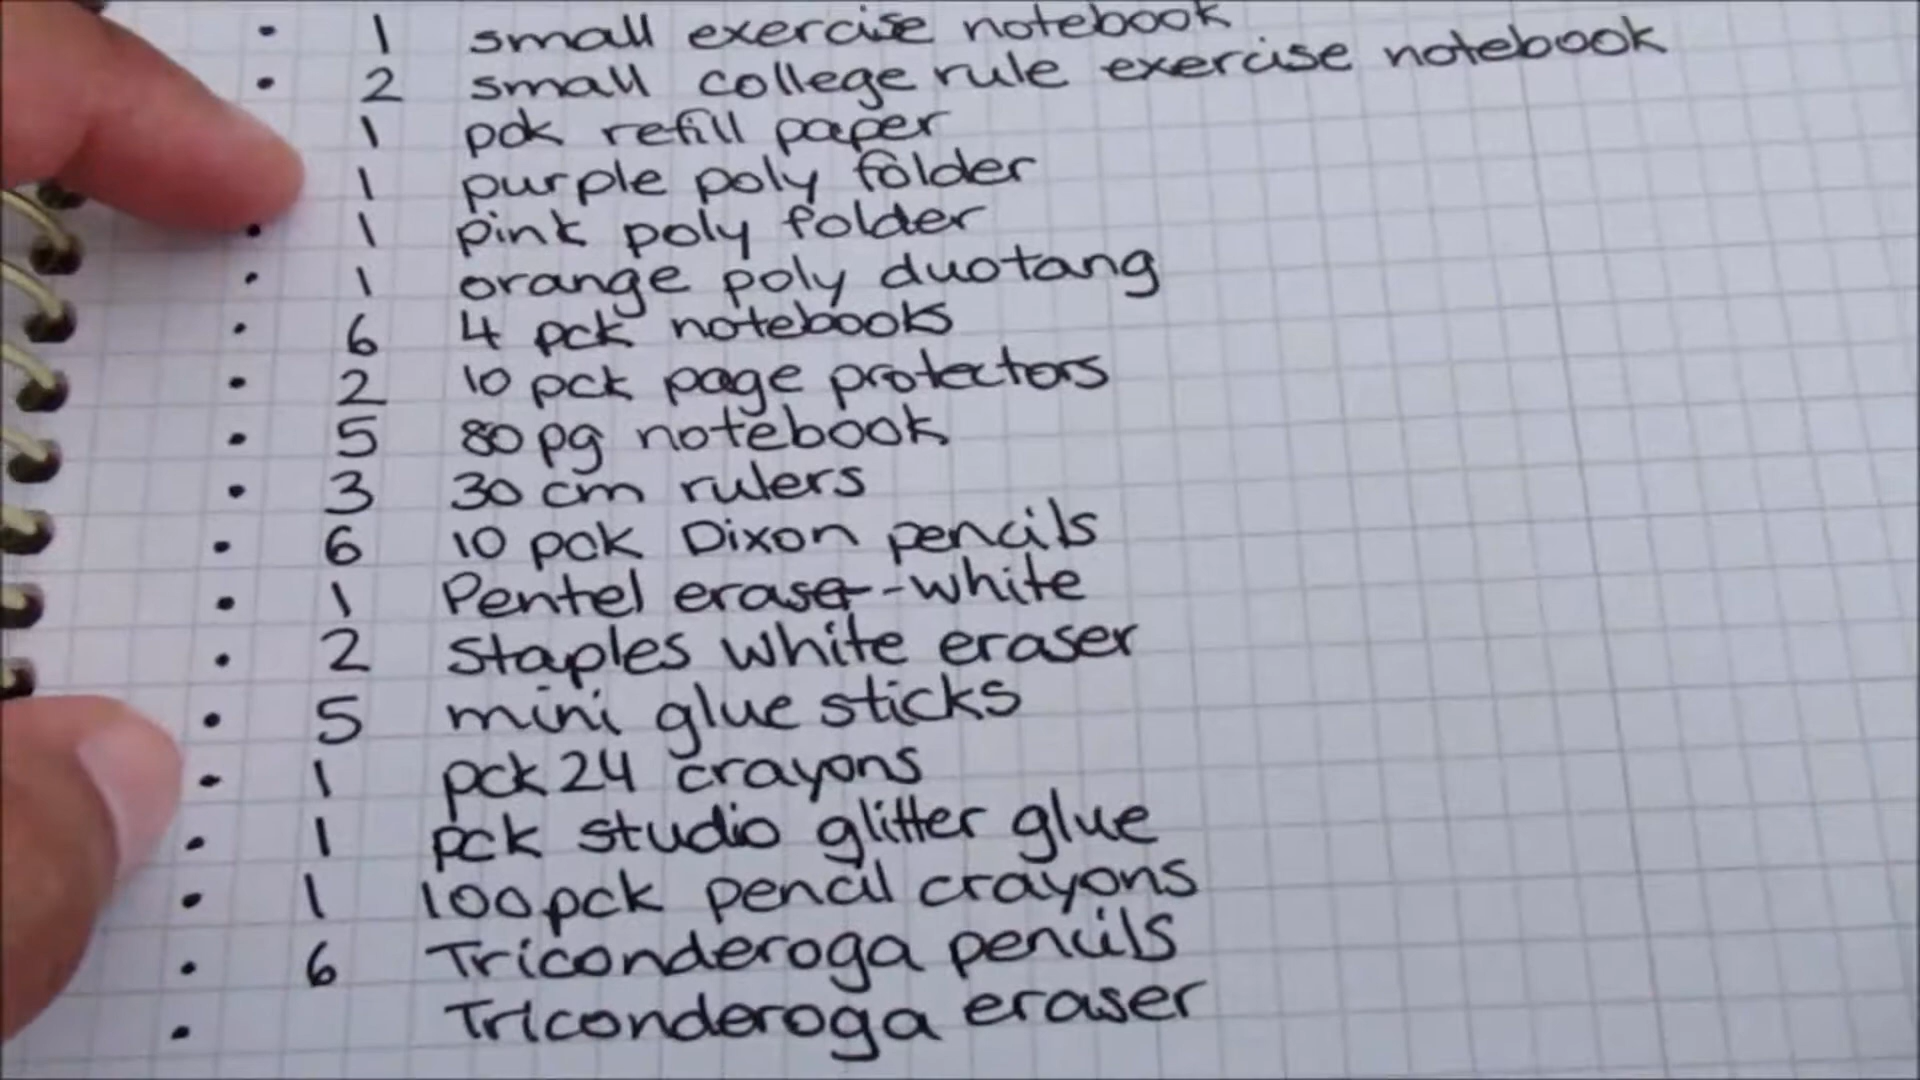 • 1 small exercise notebook
• 2 small college rule exercise notebook
1 pck refill paper
1 purple poly folder
• 1 pink poly folder
• 1 orange poly duotang
• 6 4 pck notebooks
• 2 10 pck page protectors
• 5 80 pg notebook
• 3 30 cm rulers
• 6 10 pck Dixon pencils
• 1 Pentel eraser - white
• 2 Staples white eraser
• 5 mini glue sticks
• 1 pck 24 crayons
• 1 pck studio glitter glue
• 1 100 pck pencil crayons
• 6 Triconderoga pencils
• Triconderoga eraser